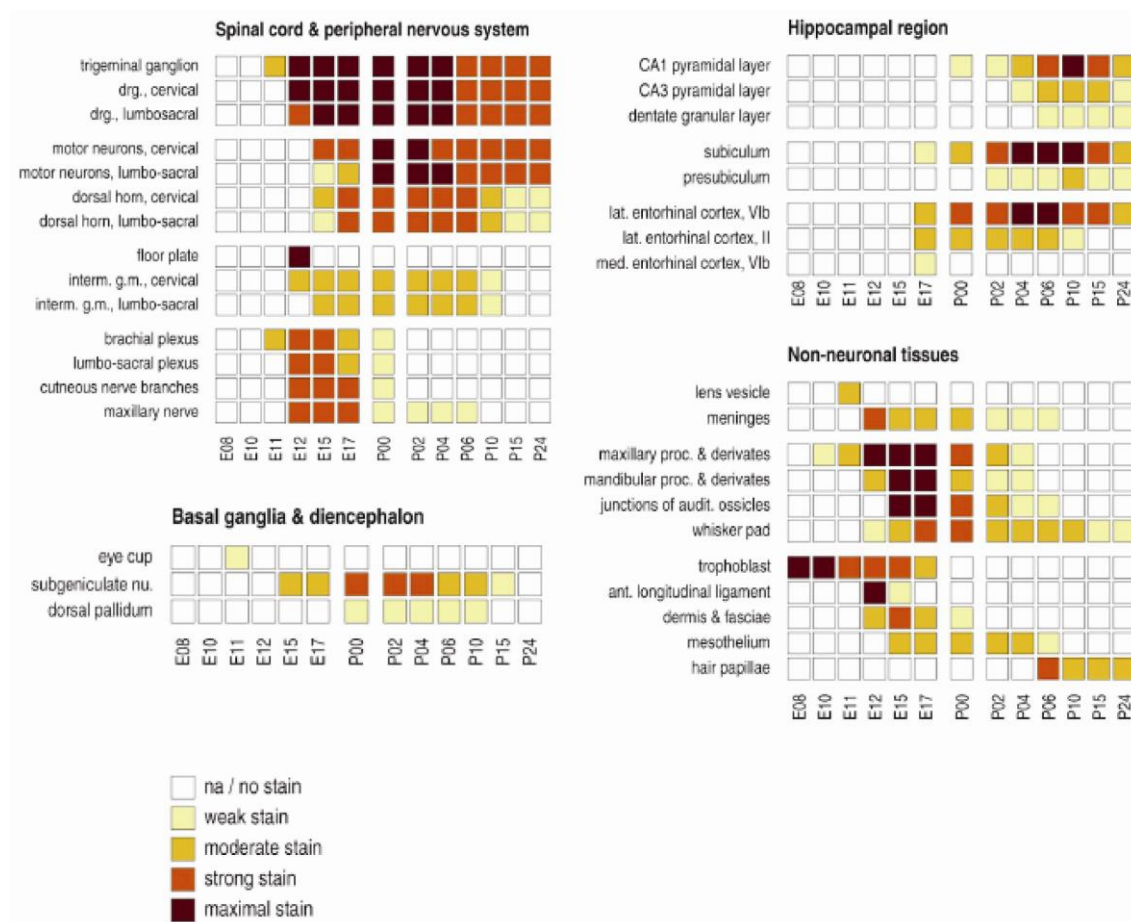 Spinal cord & peripheral nervous system
trigeminal ganglion
drg., cervical
drg., lumbosacral
motor neurons, cervical
motor neurons, lumbo-sacral
dorsal horn, cervical
dorsal horn, lumbo-sacral
floor plate
interm. g.m., cervical
interm. g.m., lumbo-sacral
brachial plexus
lumbo-sacral plexus
cutneous nerve branches
maxillary nerve
E08 E10 E11 E12 E15 E17 P00 P02 P04 P06 P10 P15 P24
Basal ganglia & diencephalon
eye cup
subgeniculate nu.
dorsal pallidum
E08 E10 E11 E12 E15 E17 P00 P02 P04 P06 P10 P15 P24
na / no stain
weak stain
moderate stain
strong stain
maximal stain
Hippocampal region
CA1 pyramidal layer
CA3 pyramidal layer
dentate granular layer
subiculum
presubiculum
lat. entorhinal cortex, VIb
lat. entorhinal cortex, II
med. entorhinal cortex, VIb
E08 E10 E11 E12 E15 E17 P00 P02 P04 P06 P10 P15 P24
Non-neuronal tissues
lens vesicle
meninges
maxillary proc. & derivates
mandibular proc. & derivates
junctions of audit. ossicles
whisker pad
trophoblast
ant. longitudinal ligament
dermis & fasciae
mesothelium
hair papillae
E08 E10 E11 E12 E15 E17 P00 P02 P04 P06 P10 P15 P24